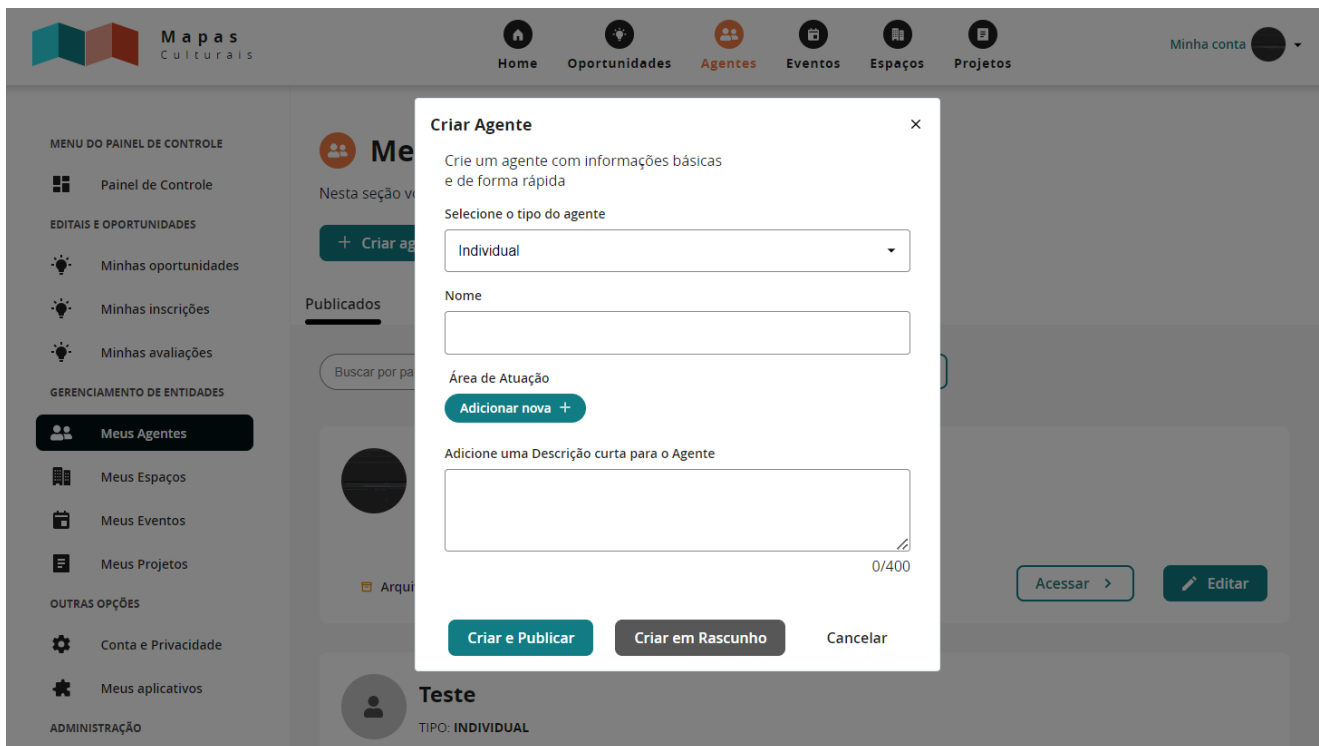 Mapas
Culturais
Home
Oportunidades
Agentes
Eventos
Espaços
Projetos
Minha conta
MENU DO PAINEL DE CONTROLE
Painel de Controle
EDITAIS E OPORTUNIDADES
Minhas oportunidades
Minhas inscrições
Minhas avaliações
GERENCIAMENTO DE ENTIDADES
Meus Agentes
Meus Espaços
Meus Eventos
Meus Projetos
OUTRAS OPÇÕES
Conta e Privacidade
Meus aplicativos
ADMINISTRAÇÃO
Me
Nesta seção v
+ Criar ag
Publicados
Buscar por pa
Arqui
Acessar >
Editar
Teste
TIPO: INDIVIDUAL
Criar Agente
×
Crie um agente com informações básicas
e de forma rápida
Selecione o tipo do agente
Individual
Nome
Área de Atuação
Adicionar nova +
Adicione uma Descrição curta para o Agente
0/400
Criar e Publicar
Criar em Rascunho
Cancelar